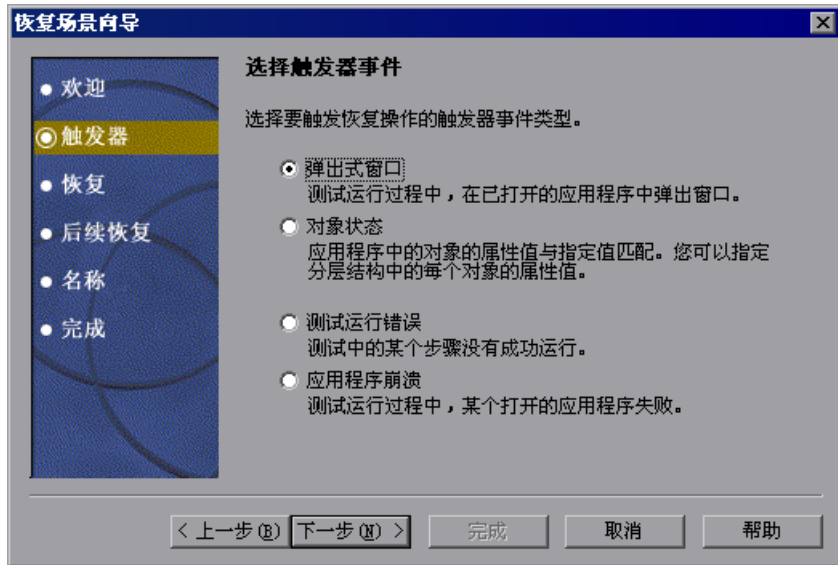 恢复场景向导
欢迎
触发器
恢复
后续恢复
名称
完成
选择触发器事件
选择要触发恢复操作的触发器事件类型。
弹出式窗口
测试运行过程中，在已打开的应用程序中弹出窗口。
对象状态
应用程序中的对象的属性值与指定值匹配。您可以指定
分层结构中的每个对象的属性值。
测试运行错误
测试中的某个步骤没有成功运行。
应用程序崩溃
测试运行过程中，某个打开的应用程序失败。
< 上一步(B) 下一步(N) > 完成 取消 帮助